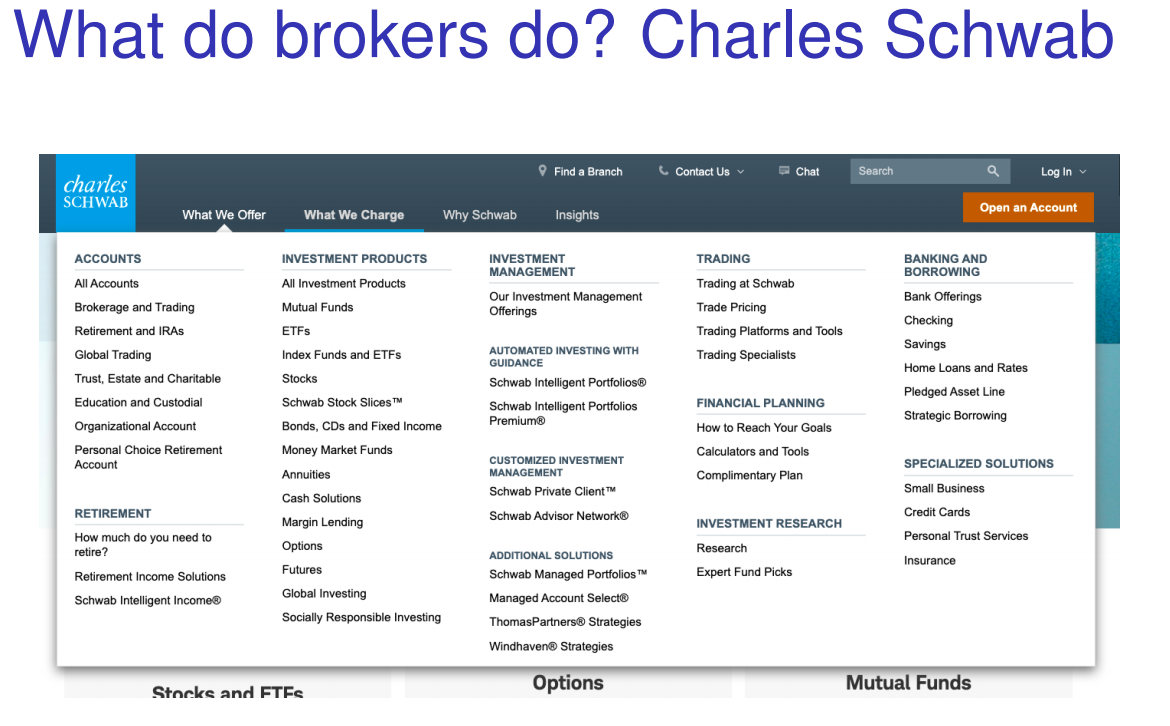 What do brokers do? Charles Schwab
charles
SCHWAB
Find a Branch
Contact Us
Chat
Search
Log In
What We Offer
What We Charge
Why Schwab
Insights
Open an Account
ACCOUNTS
All Accounts
Brokerage and Trading
Retirement and IRAs
Global Trading
Trust, Estate and Charitable
Education and Custodial
Organizational Account
Personal Choice Retirement
Account
RETIREMENT
How much do you need to
retire?
Retirement Income Solutions
Schwab Intelligent Income®
INVESTMENT PRODUCTS
All Investment Products
Mutual Funds
ETFs
Index Funds and ETFs
Stocks
Schwab Stock Slices™
Bonds, CDs and Fixed Income
Money Market Funds
Annuities
Cash Solutions
Margin Lending
Options
Futures
Global Investing
Socially Responsible Investing
INVESTMENT
MANAGEMENT
Our Investment Management
Offerings
AUTOMATED INVESTING WITH
GUIDANCE
Schwab Intelligent Portfolios®
Schwab Intelligent Portfolios
Premium®
CUSTOMIZED INVESTMENT
MANAGEMENT
Schwab Private Client™
Schwab Advisor Network®
ADDITIONAL SOLUTIONS
Schwab Managed Portfolios™
Managed Account Select®
ThomasPartners® Strategies
Windhaven® Strategies
TRADING
Trading at Schwab
Trade Pricing
Trading Platforms and Tools
Trading Specialists
FINANCIAL PLANNING
How to Reach Your Goals
Calculators and Tools
Complimentary Plan
INVESTMENT RESEARCH
Research
Expert Fund Picks
BANKING AND
BORROWING
Bank Offerings
Checking
Savings
Home Loans and Rates
Pledged Asset Line
Strategic Borrowing
SPECIALIZED SOLUTIONS
Small Business
Credit Cards
Personal Trust Services
Insurance
Stocks and ETFs
Options
Mutual Funds